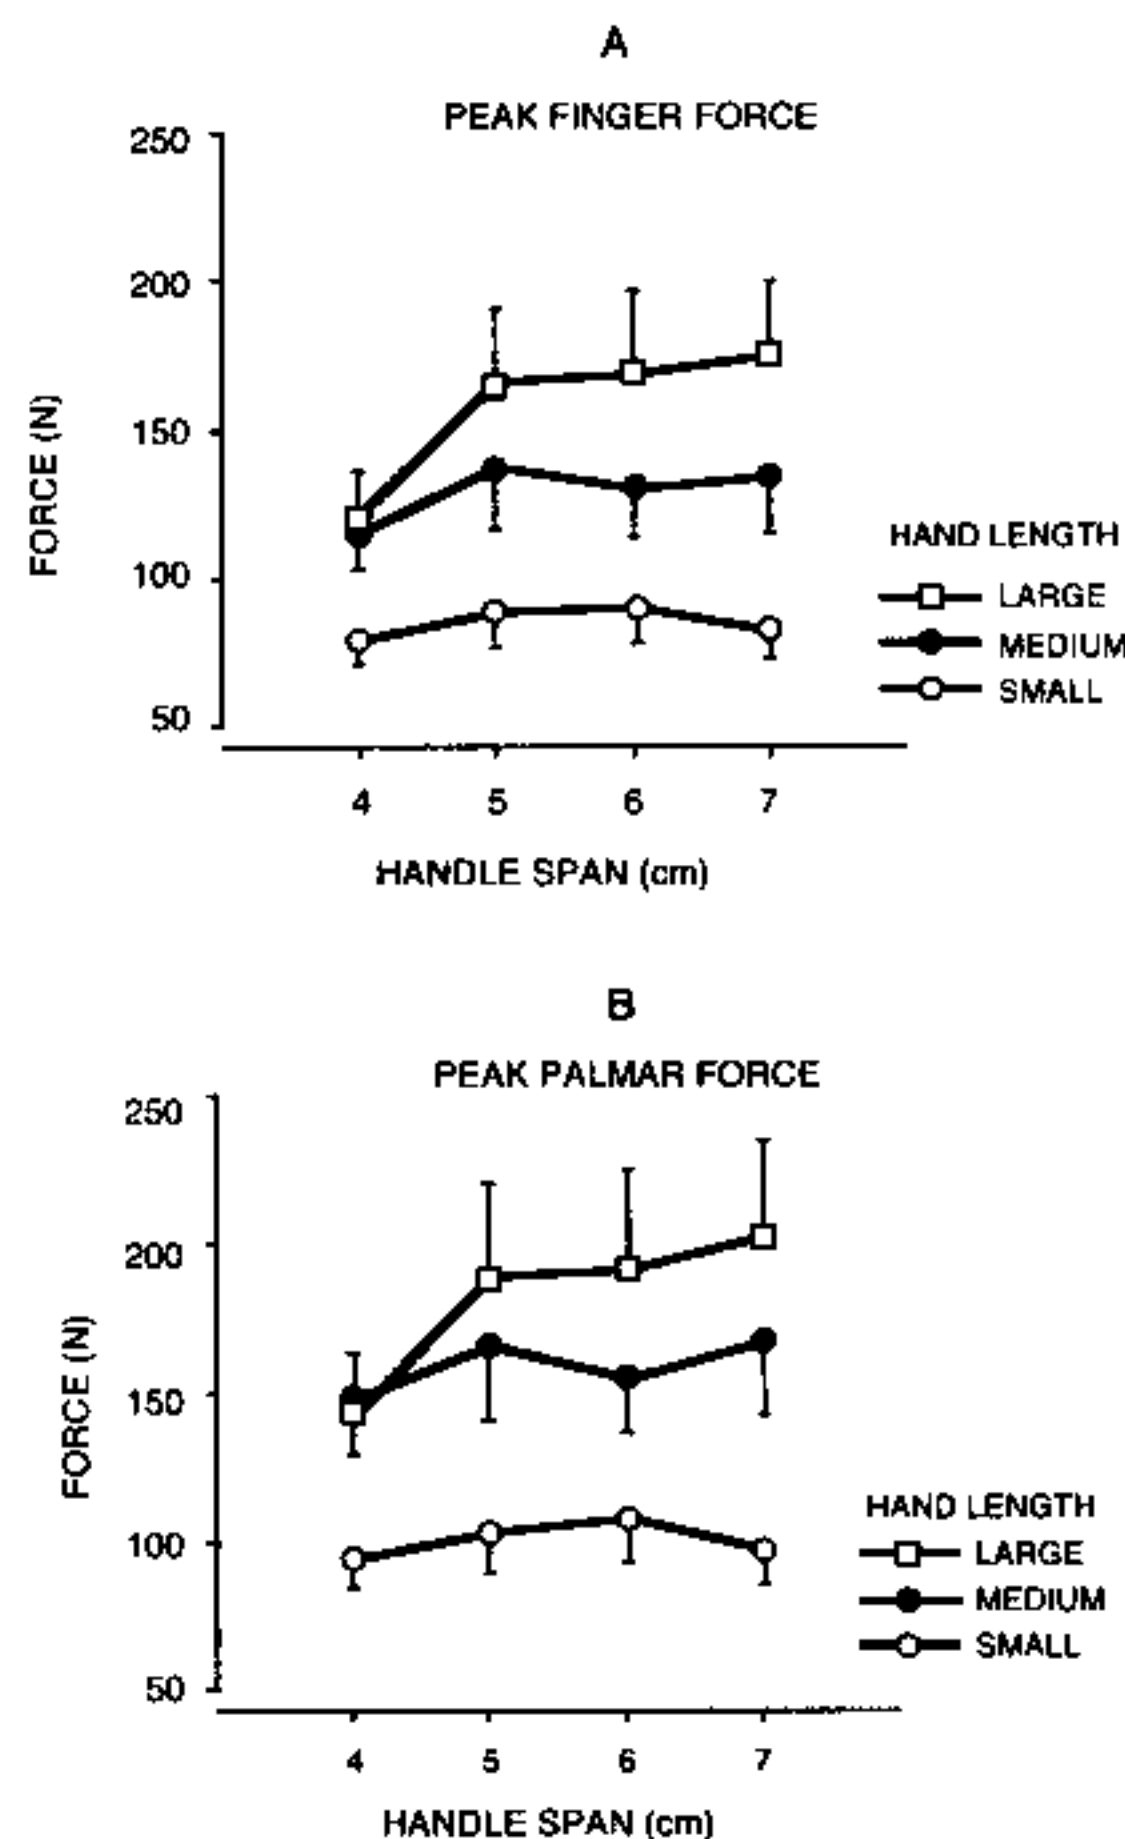 A
PEAK FINGER FORCE
250
200
150
100
50
FORCE (N)
4 5 6 7
HANDLE SPAN (cm)
HAND LENGTH
LARGE
MEDIUM
SMALL
B
PEAK PALMAR FORCE
250
200
150
100
50
FORCE (N)
4 5 6 7
HANDLE SPAN (cm)
HAND LENGTH
LARGE
MEDIUM
SMALL